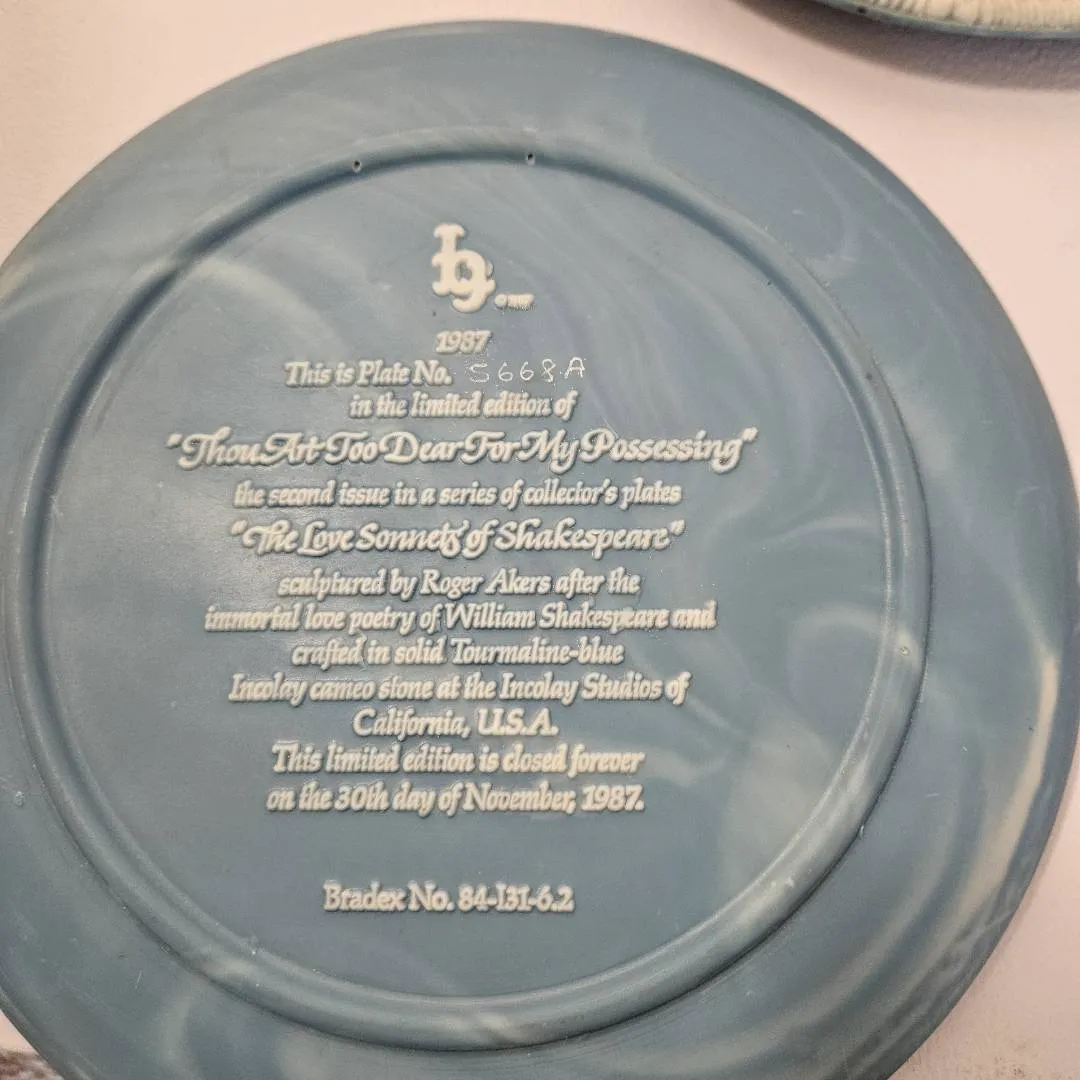 1987
This is Plate No. 5668A
in the limited edition of
"Thou Art Too Dear For My Possessing"
the second issue in a series of collector's plates
"The Love Sonnets of Shakespeare"
sculptured by Roger Akers after the
immortal love poetry of William Shakespeare and
crafted in solid Tourmaline-blue
Incolay cameo stone at the Incolay Studios of
California, U.S.A.
This limited edition is closed forever
on the 30th day of November, 1987.
Bradex No. 84-I31-6.2